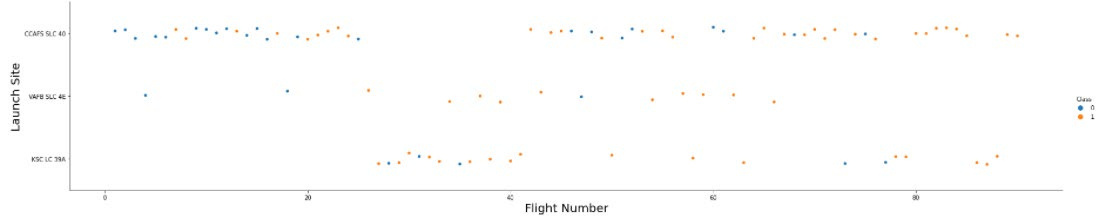 CCAFS SLC 40
VAFB SLC 4E
KSC LC 39A
Launch Site
0
20
40
60
80
Flight Number
Class
0
1